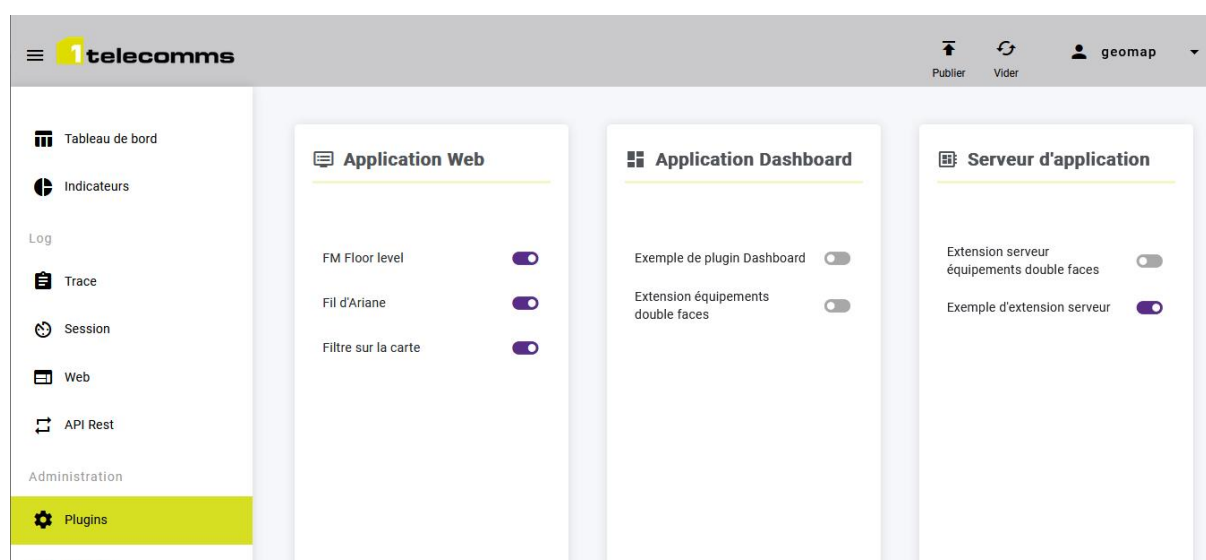 1telecomms
Publier
Vider
geomap
Tableau de bord
Indicateurs
Log
Trace
Session
Web
API Rest
Administration
Plugins
Application Web
FM Floor level
Fil d'Ariane
Filtre sur la carte
Application Dashboard
Exemple de plugin Dashboard
Extension équipements
double faces
Serveur d'application
Extension serveur
équipements double faces
Exemple d'extension serveur